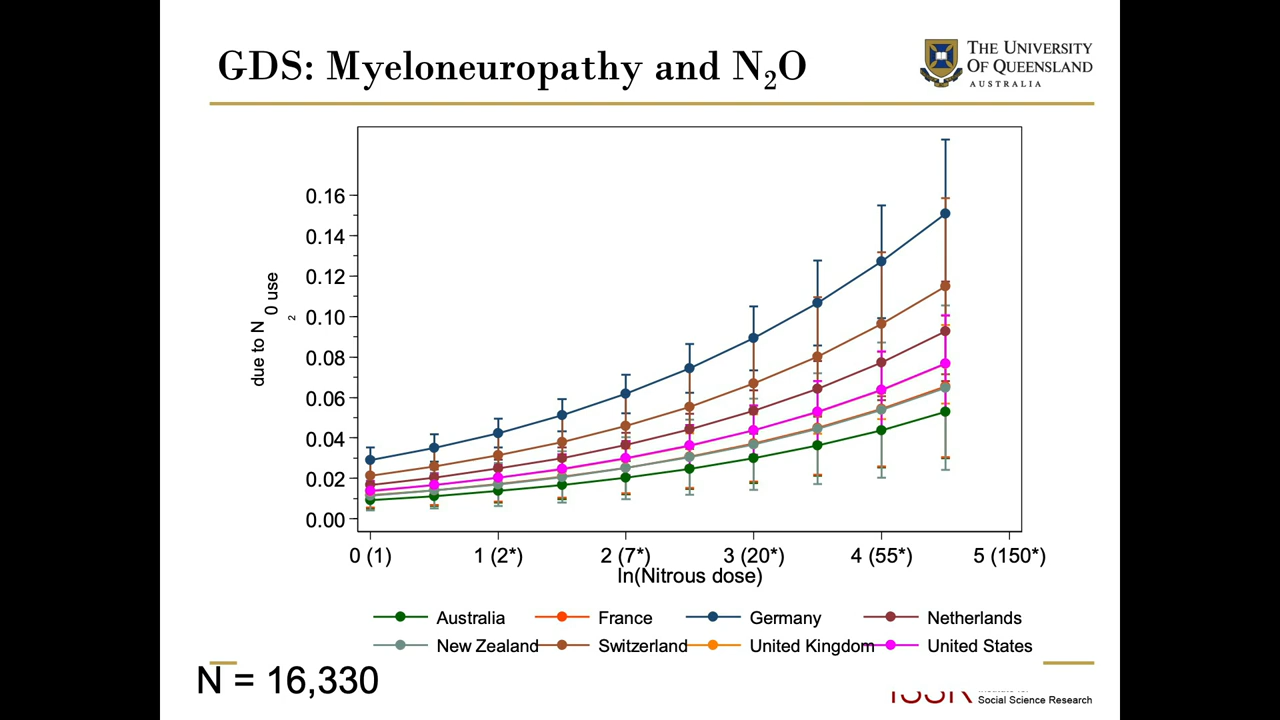 GDS: Myeloneuropathy and N₂O
THE UNIVERSITY
OF QUEENSLAND
AUSTRALIA
due to N₂0 use
0.16
0.14
0.12
0.10
0.08
0.06
0.04
0.02
0.00
0 (1) 1 (2*) 2 (7*) 3 (20*) 4 (55*) 5 (150*)
ln(Nitrous dose)
Australia France Germany Netherlands
New Zealand Switzerland United Kingdom United States
N = 16,330
Social Science Research